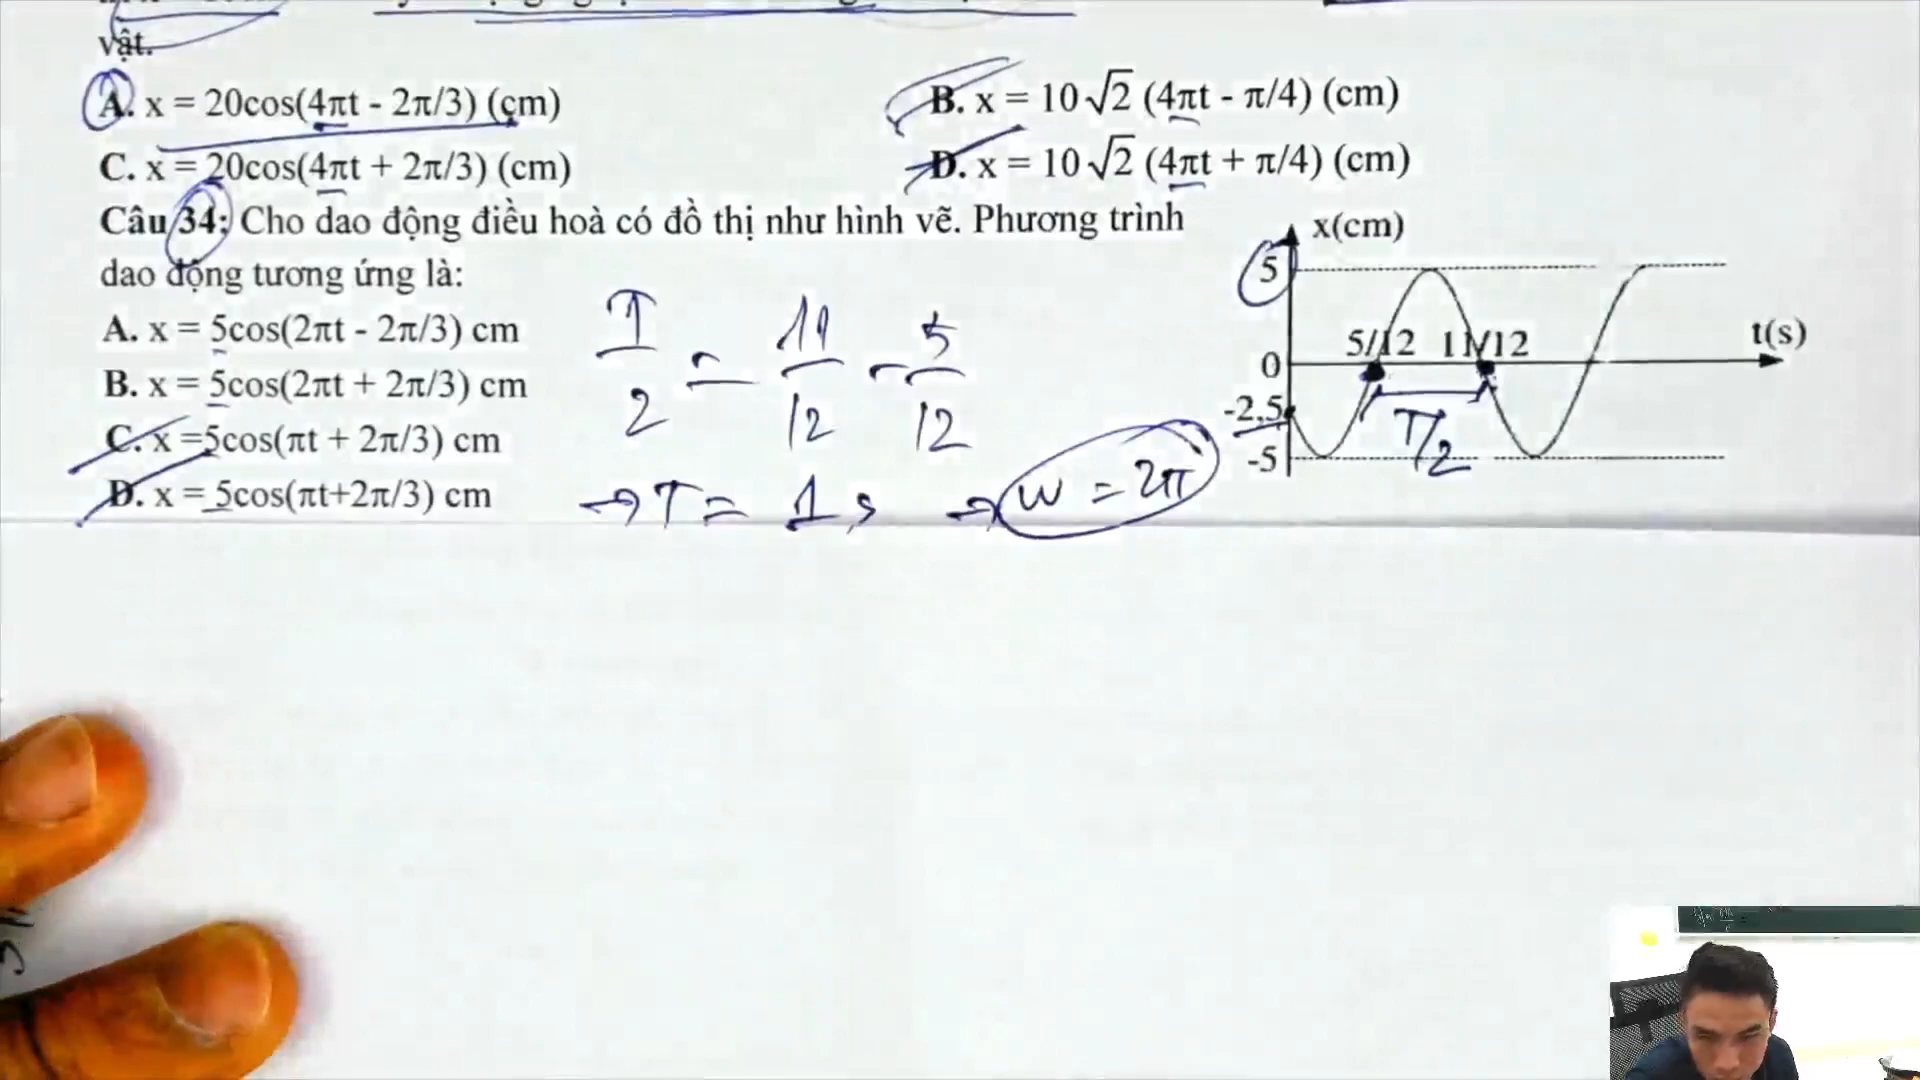 vật.
A. x = 20cos(4πt - 2π/3) (cm)
B. x = 10√2 (4πt - π/4) (cm)
C. x = 20cos(4πt + 2π/3) (cm)
D. x = 10√2 (4πt + π/4) (cm)
Câu 34: Cho dao động điều hoà có đồ thị như hình vẽ. Phương trình
dao động tương ứng là:
A. x = 5cos(2πt - 2π/3) cm
B. x = 5cos(2πt + 2π/3) cm
C. x =5cos(πt + 2π/3) cm
D. x = 5cos(πt+2π/3) cm
T/2 = 11/12 - 5/12
→ T = 1s → ω = 2π
x(cm)
5
5/12 11/12
t(s)
0
-2,5
T/2
-5